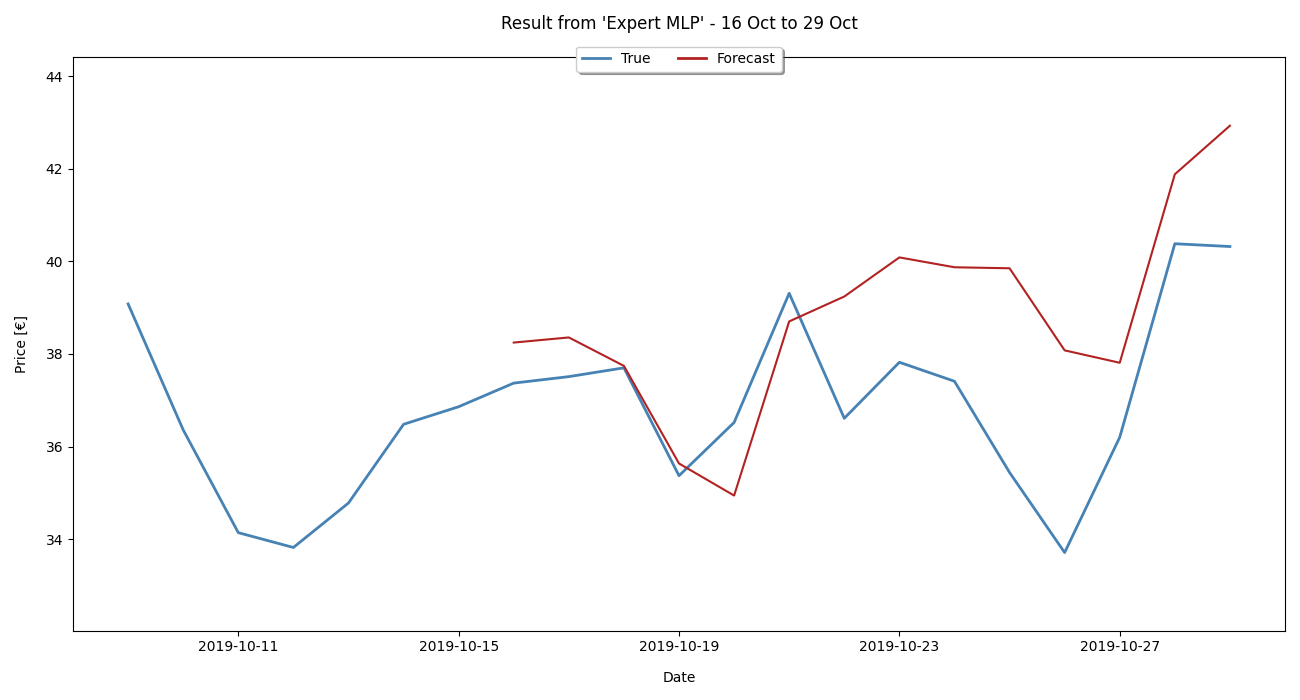 Result from 'Expert MLP' - 16 Oct to 29 Oct
True Forecast
44
42
40
38
36
34
Price [€]
2019-10-11 2019-10-15 2019-10-19 2019-10-23 2019-10-27
Date